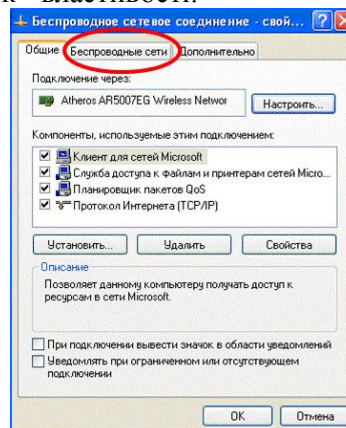 к властивості.
Беспроводное сетевое соединение - свой...
Общие Беспроводные сети Дополнительно
Подключение через:
Atheros AR5007EG Wireless Networ Настроить...
Компоненты, используемые этим подключением:
Клиент для сетей Microsoft
Служба доступа к файлам и принтерам сетей Micro...
Планировщик пакетов QoS
Протокол Интернета (TCP/IP)
Установить... Удалить Свойства
Описание
Позволяет данному компьютеру получать доступ к
ресурсам в сети Microsoft.
При подключении вывести значок в области уведомлений
Уведомлять при ограниченном или отсутствующем
подключении
OK Отмена